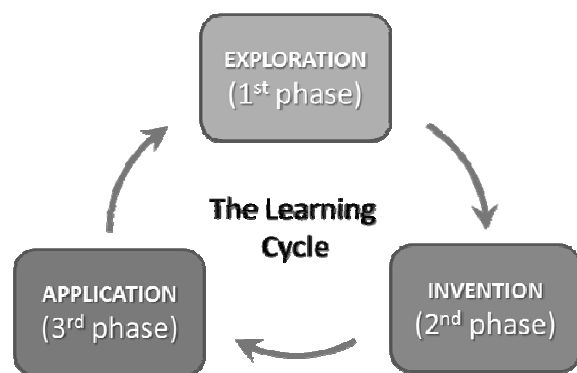 EXPLORATION
(1st phase)
The Learning
Cycle
APPLICATION
(3rd phase)
INVENTION
(2nd phase)